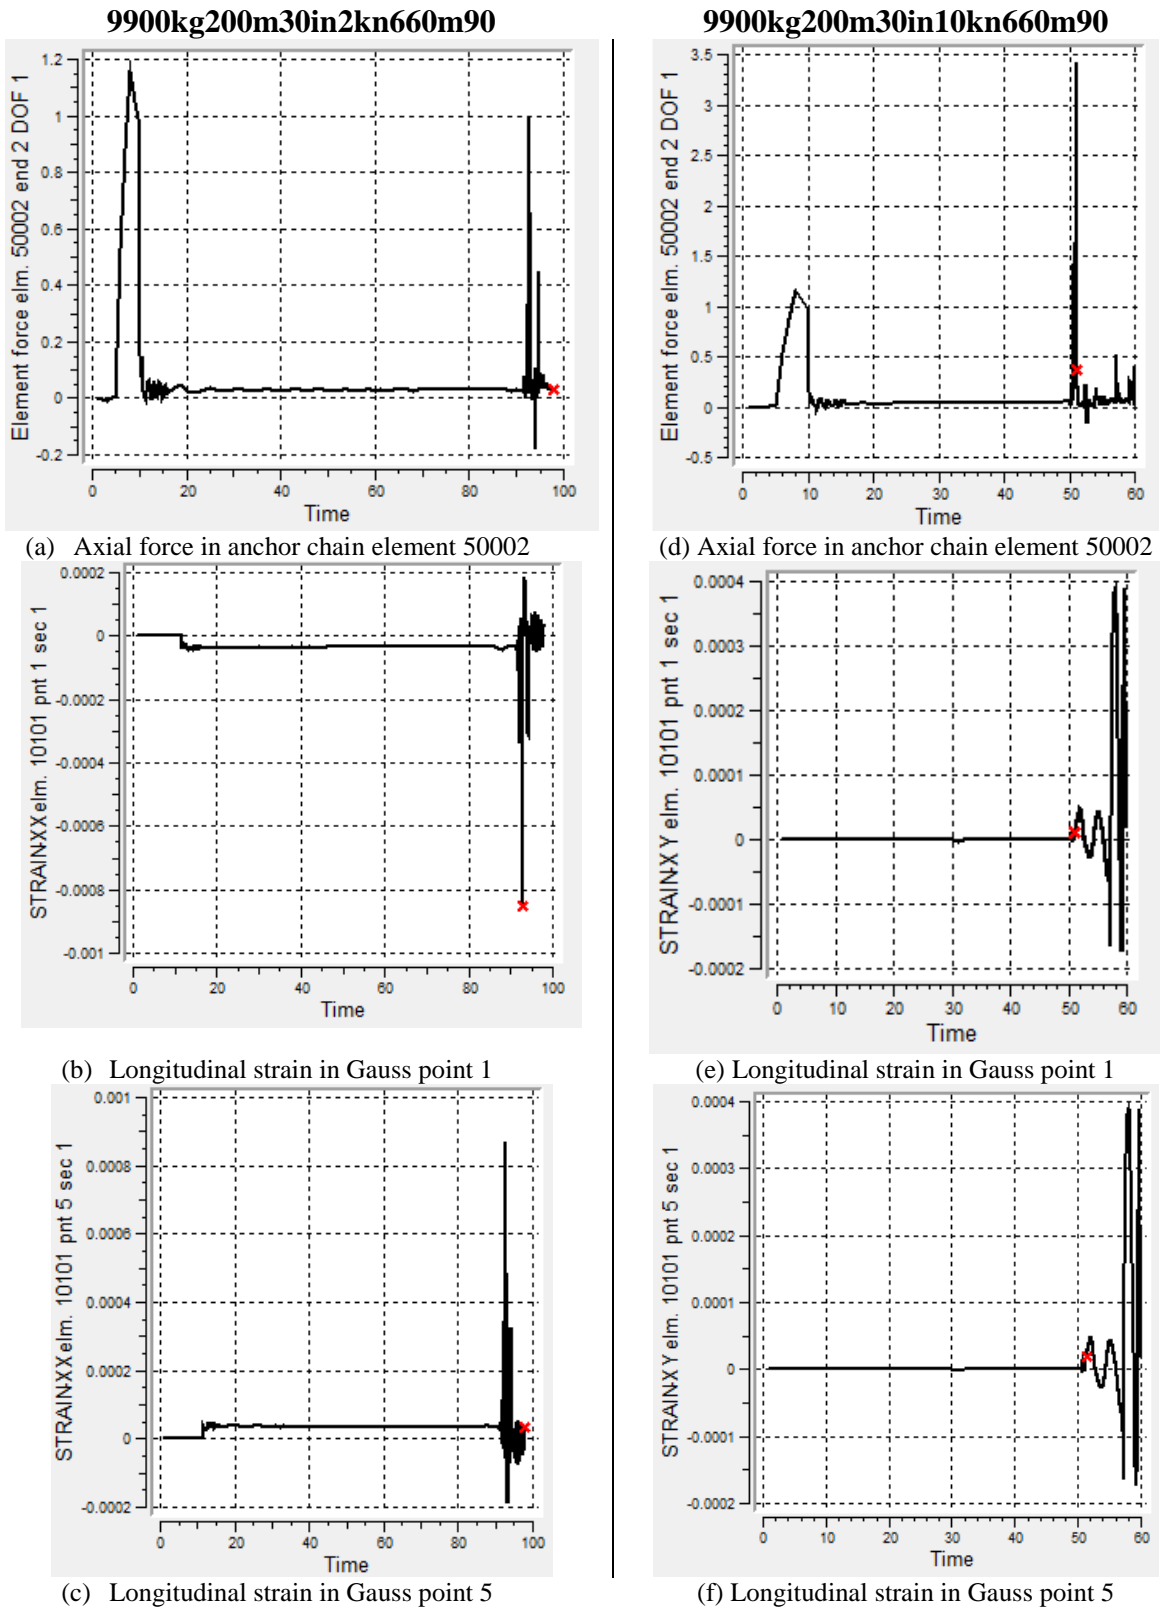 9900kg200m30in2kn660m90
Element force elm. 50002 end 2 DOF 1
1.2
1
0.8
0.6
0.4
0.2
0
-0.2
0 20 40 60 80 100
Time
(a) Axial force in anchor chain element 50002
STRAIN-XX elm. 10101 pnt 1 sec 1
0.0002
0
-0.0002
-0.0004
-0.0006
-0.0008
-0.001
0 20 40 60 80 100
Time
(b) Longitudinal strain in Gauss point 1
STRAIN-XX elm. 10101 pnt 5 sec 1
0.001
0.0008
0.0006
0.0004
0.0002
0
-0.0002
0 20 40 60 80 100
Time
(c) Longitudinal strain in Gauss point 5
9900kg200m30in10kn660m90
Element force elm. 50002 end 2 DOF 1
3.5
3
2.5
2
1.5
1
0.5
0
-0.5
0 10 20 30 40 50 60
Time
(d) Axial force in anchor chain element 50002
STRAIN-XY elm. 10101 pnt 1 sec 1
0.0004
0.0003
0.0002
0.0001
0
-0.0001
-0.0002
0 10 20 30 40 50 60
Time
(e) Longitudinal strain in Gauss point 1
STRAIN-XY elm. 10101 pnt 5 sec 1
0.0004
0.0003
0.0002
0.0001
0
-0.0001
-0.0002
0 10 20 30 40 50 60
Time
(f) Longitudinal strain in Gauss point 5